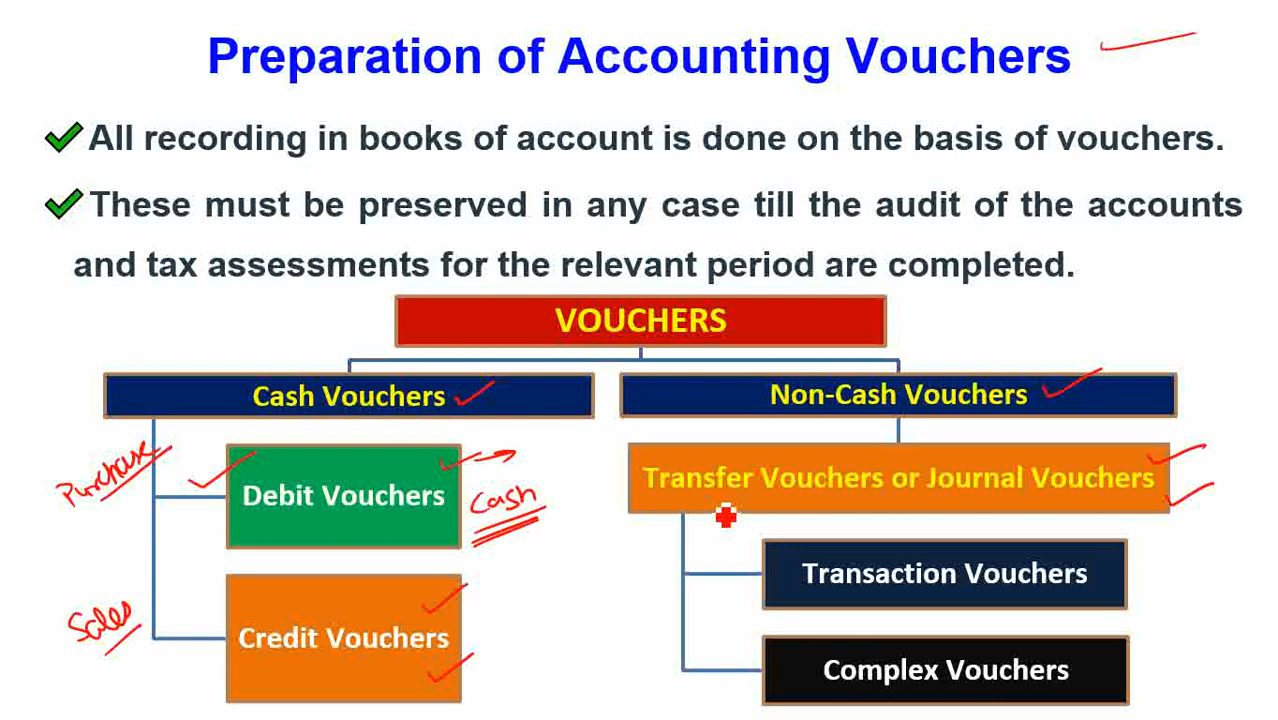 Preparation of Accounting Vouchers
All recording in books of account is done on the basis of vouchers.
These must be preserved in any case till the audit of the accounts
and tax assessments for the relevant period are completed.
VOUCHERS
Cash Vouchers
Non-Cash Vouchers
Purchase
Debit Vouchers
Cash
Transfer Vouchers or Journal Vouchers
Transaction Vouchers
Sales
Credit Vouchers
Complex Vouchers